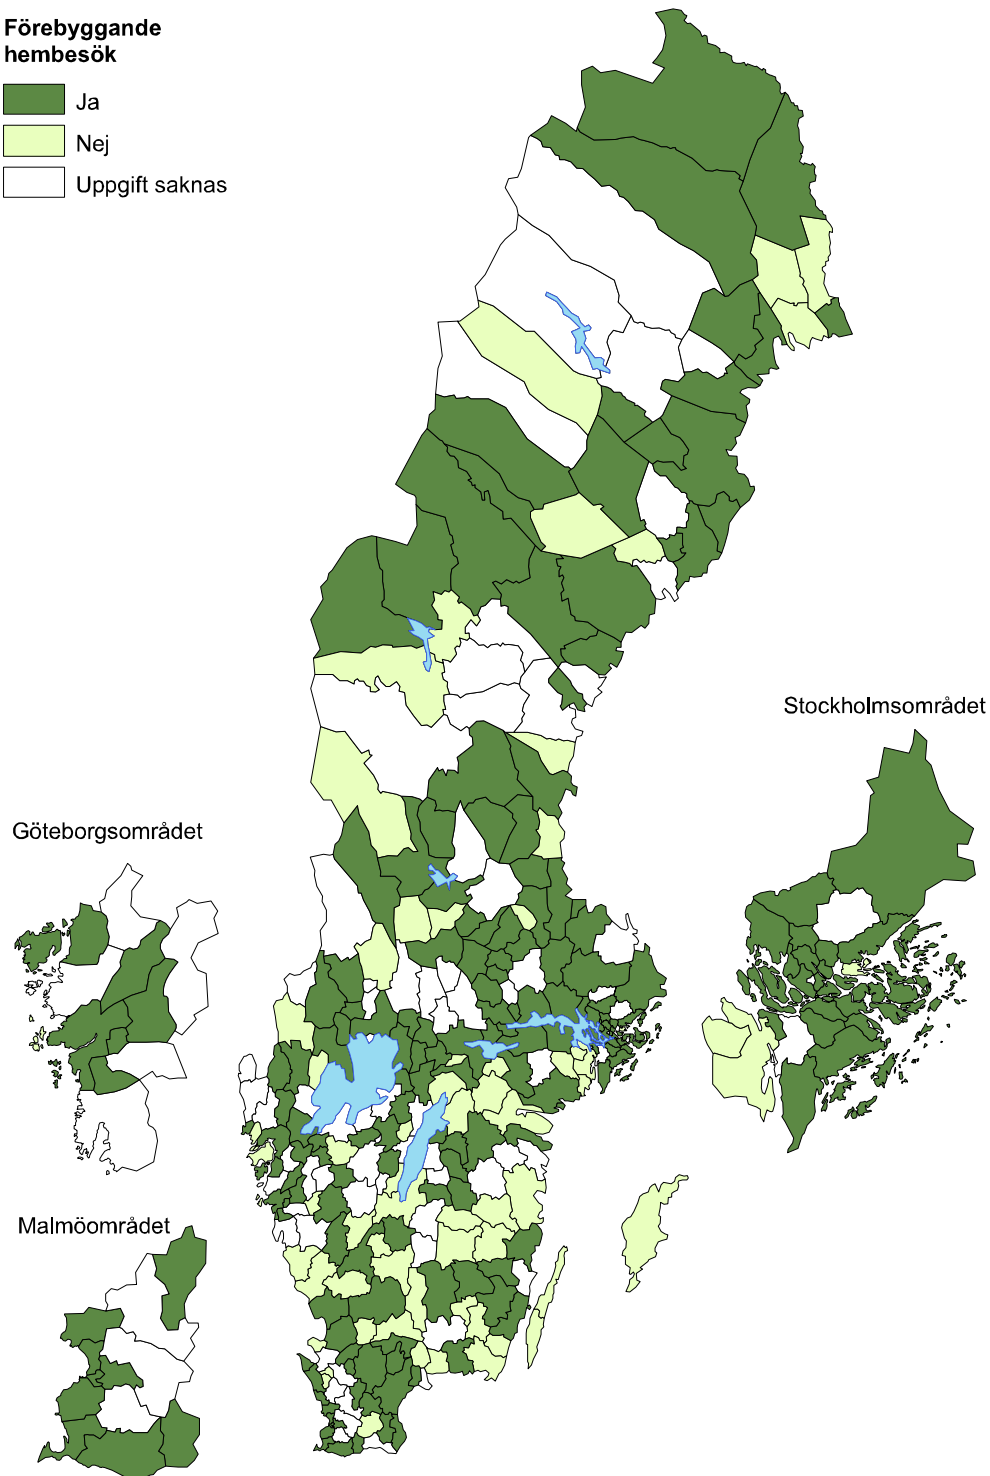 Förebyggande
hembesök
Ja
Nej
Uppgift saknas
Stockholmsområdet
Göteborgsområdet
Malmöområdet